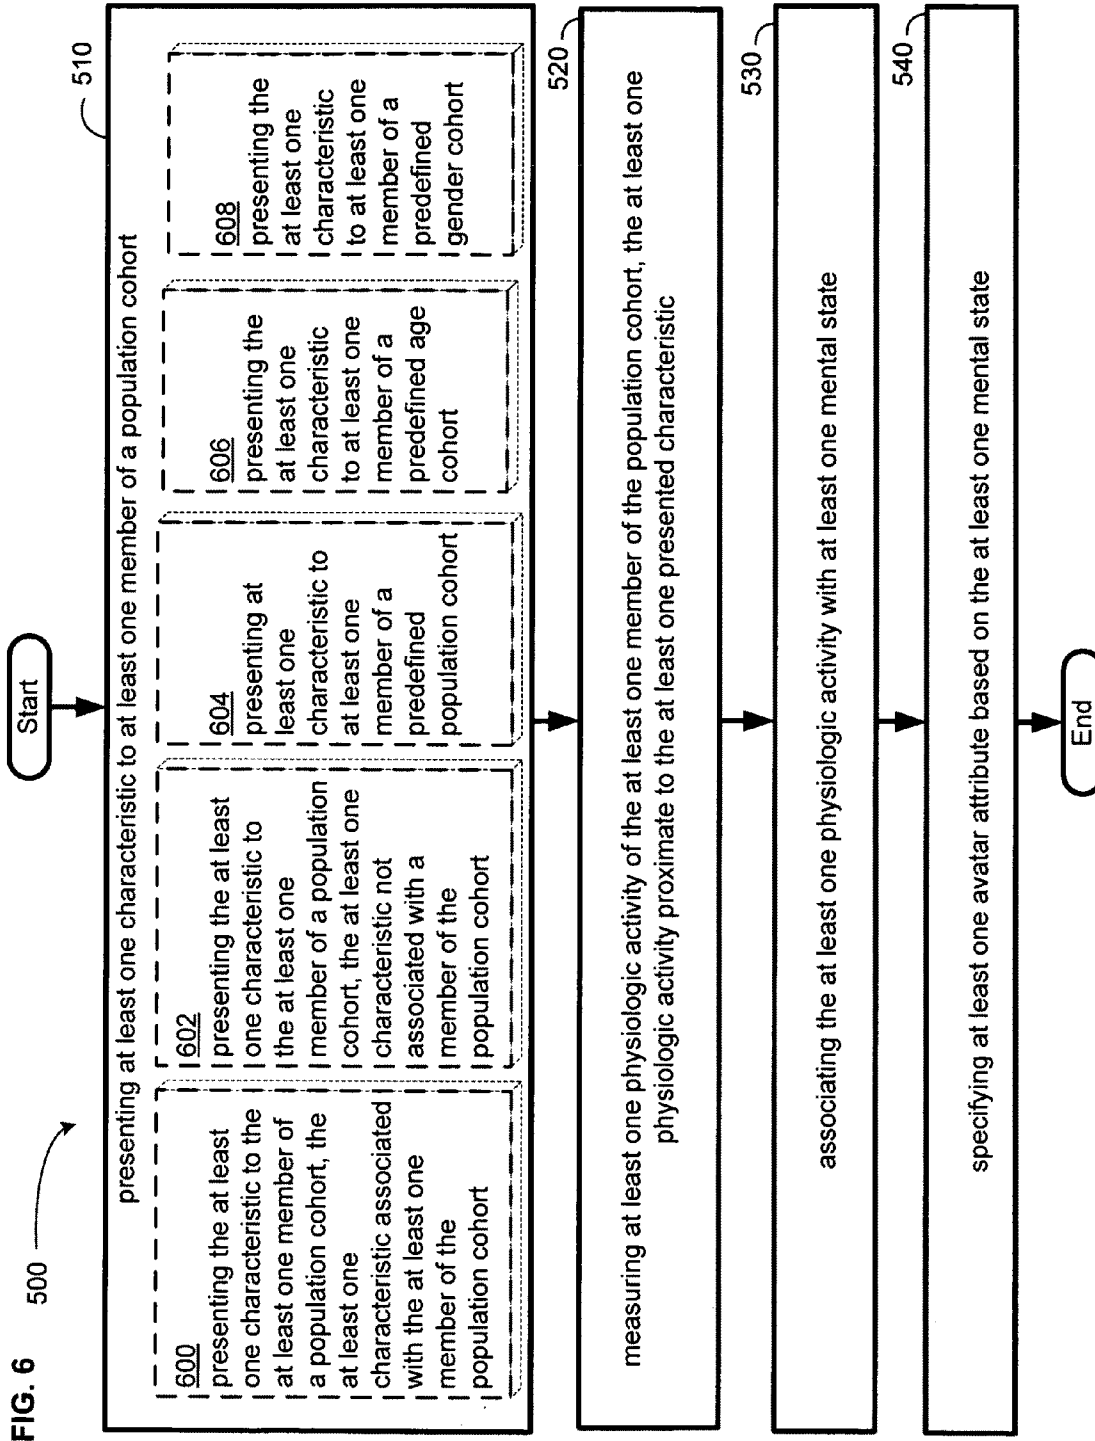 FIG. 6
500
Start
510
presenting at least one characteristic to at least one member of a population cohort
600
presenting the at least
one characteristic to the
at least one member of
a population cohort, the
at least one
characteristic associated
with the at least one
member of the
population cohort
602
presenting the at least
one characteristic to
the at least one
member of a population
cohort, the at least one
characteristic not
associated with a
member of the
population cohort
604
presenting at
least one
characteristic to
at least one
member of a
predefined
population cohort
606
presenting the
at least one
characteristic
to at least one
member of a
predefined age
cohort
608
presenting the
at least one
characteristic
to at least one
member of a
predefined
gender cohort
520
measuring at least one physiologic activity of the at least one member of the population cohort, the at least one
physiologic activity proximate to the at least one presented characteristic
530
associating the at least one physiologic activity with at least one mental state
540
specifying at least one avatar attribute based on the at least one mental state
End